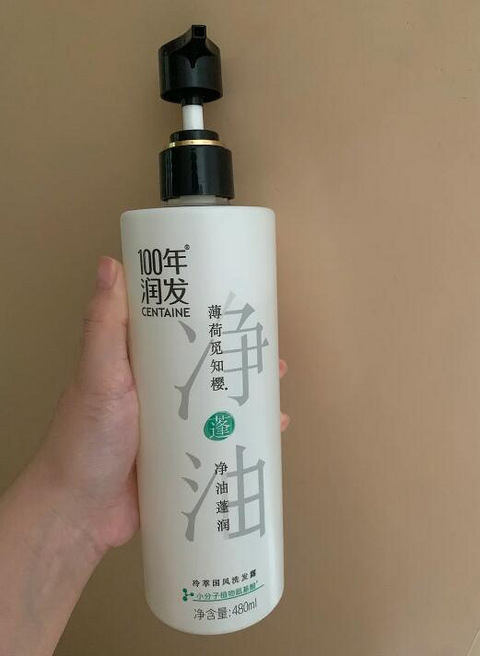 100年®
润发
CENTAINE
薄荷觅知樱.
净
蓬
油
净油蓬润
冷萃国风洗发露
小分子植物氨基酸+
净含量:480ml